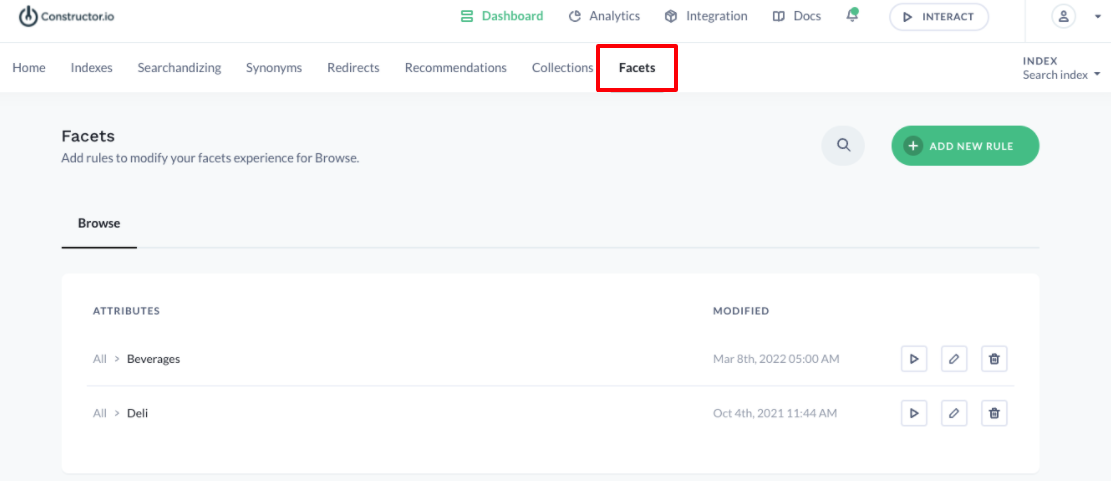 Constructor.io
Dashboard Analytics Integration Docs INTERACT
Home Indexes Searchandizing Synonyms Redirects Recommendations Collections Facets
INDEX
Search index
Facets
Add rules to modify your facets experience for Browse.
ADD NEW RULE
Browse
ATTRIBUTES MODIFIED
All > Beverages Mar 8th, 2022 05:00 AM
All > Deli Oct 4th, 2021 11:44 AM